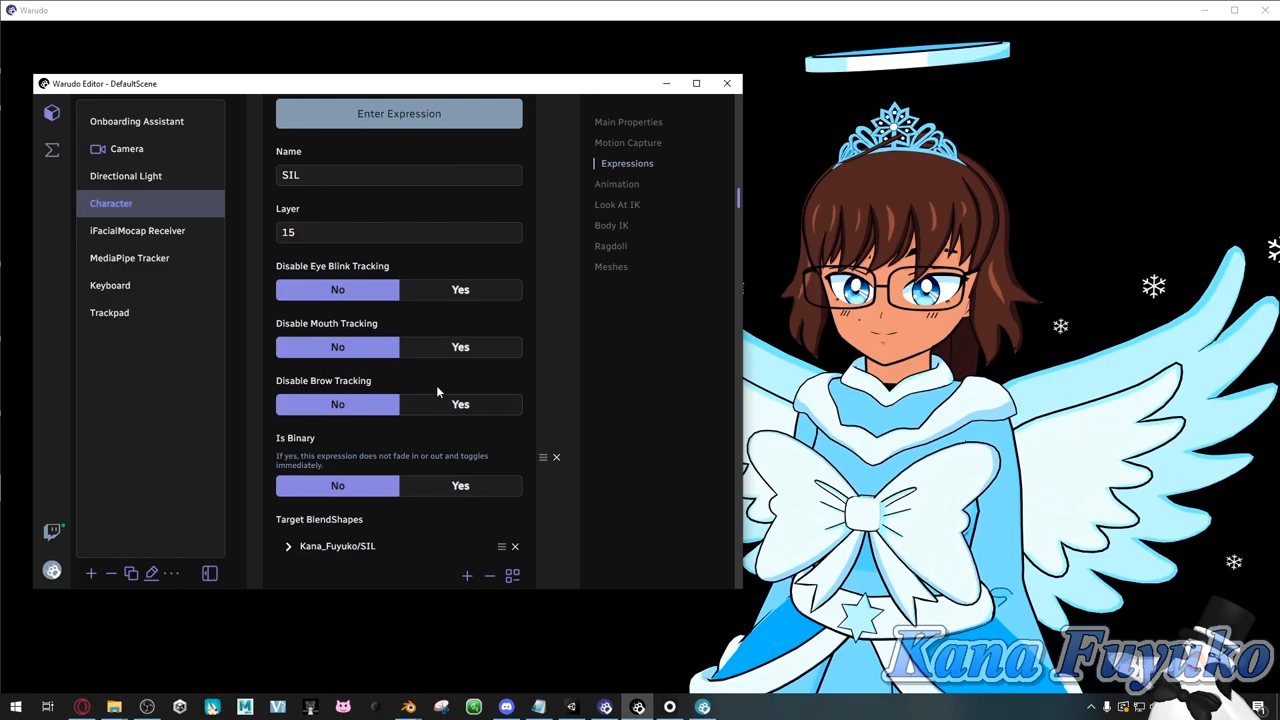 Warudo
Warudo Editor - DefaultScene
Onboarding Assistant
Camera
Directional Light
Character
iFacialMocap Receiver
MediaPipe Tracker
Keyboard
Trackpad
Enter Expression
Name
SIL
Layer
15
Disable Eye Blink Tracking
No Yes
Disable Mouth Tracking
No Yes
Disable Brow Tracking
No Yes
Is Binary
If yes, this expression does not fade in or out and toggles
immediately.
No Yes
Target BlendShapes
Kana_Fuyuko/SIL
Main Properties
Motion Capture
Expressions
Animation
Look At IK
Body IK
Ragdoll
Meshes
Kana Fuyuko